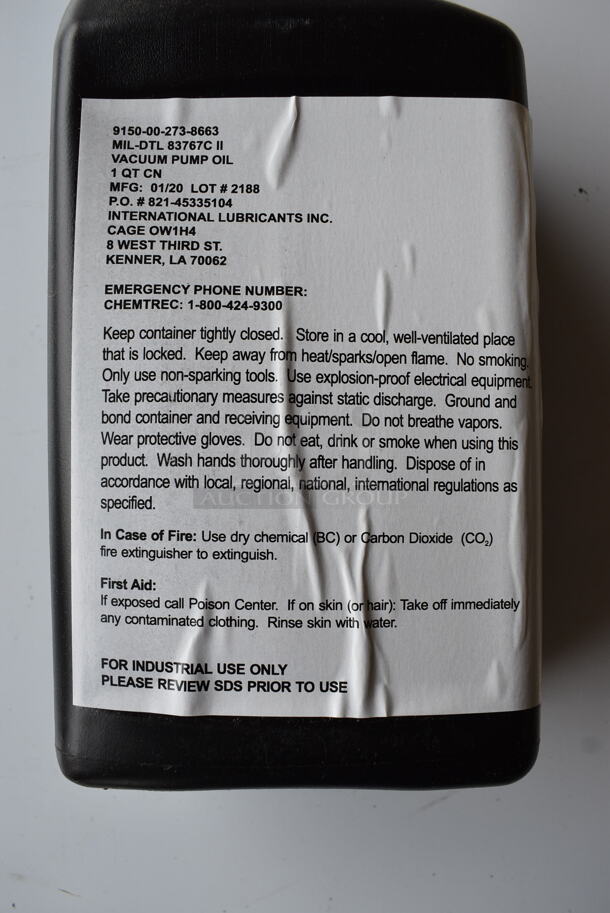 9150-00-273-8663
MIL-DTL 83767C II
VACUUM PUMP OIL
1 QT CN
MFG: 01/20 LOT # 2188
P.O. # 821-45335104
INTERNATIONAL LUBRICANTS INC.
CAGE OW1H4
8 WEST THIRD ST.
KENNER, LA 70062
EMERGENCY PHONE NUMBER:
CHEMTREC: 1-800-424-9300
Keep container tightly closed. Store in a cool, well-ventilated place
that is locked. Keep away from heat/sparks/open flame. No smoking.
Only use non-sparking tools. Use explosion-proof electrical equipment.
Take precautionary measures against static discharge. Ground and
bond container and receiving equipment. Do not breathe vapors.
Wear protective gloves. Do not eat, drink or smoke when using this
product. Wash hands thoroughly after handling. Dispose of in
accordance with local, regional, national, international regulations as
specified.
AUCTION GROUP
In Case of Fire: Use dry chemical (BC) or Carbon Dioxide (CO₂)
fire extinguisher to extinguish.
First Aid:
If exposed call Poison Center. If on skin (or hair): Take off immediately
any contaminated clothing. Rinse skin with water.
FOR INDUSTRIAL USE ONLY
PLEASE REVIEW SDS PRIOR TO USE